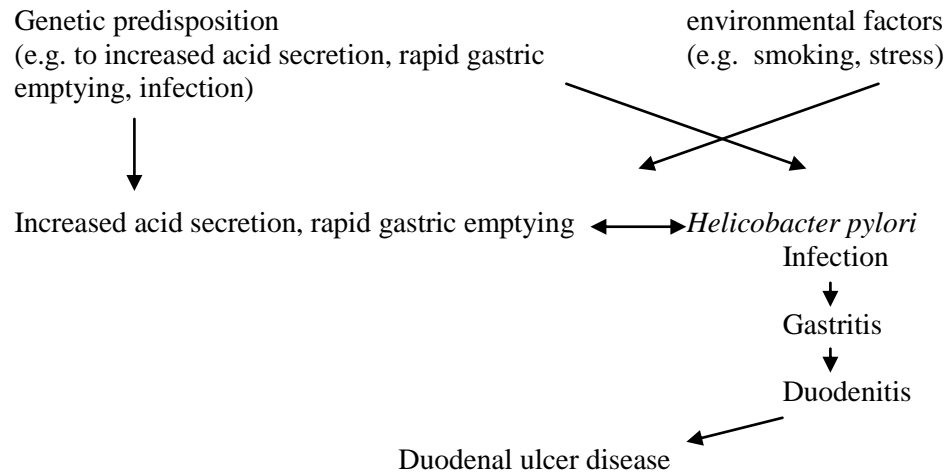 Genetic predisposition
(e.g. to increased acid secretion, rapid gastric
emptying, infection)
environmental factors
(e.g. smoking, stress)
Increased acid secretion, rapid gastric emptying
Helicobacter pylori
Infection
Gastritis
Duodenitis
Duodenal ulcer disease